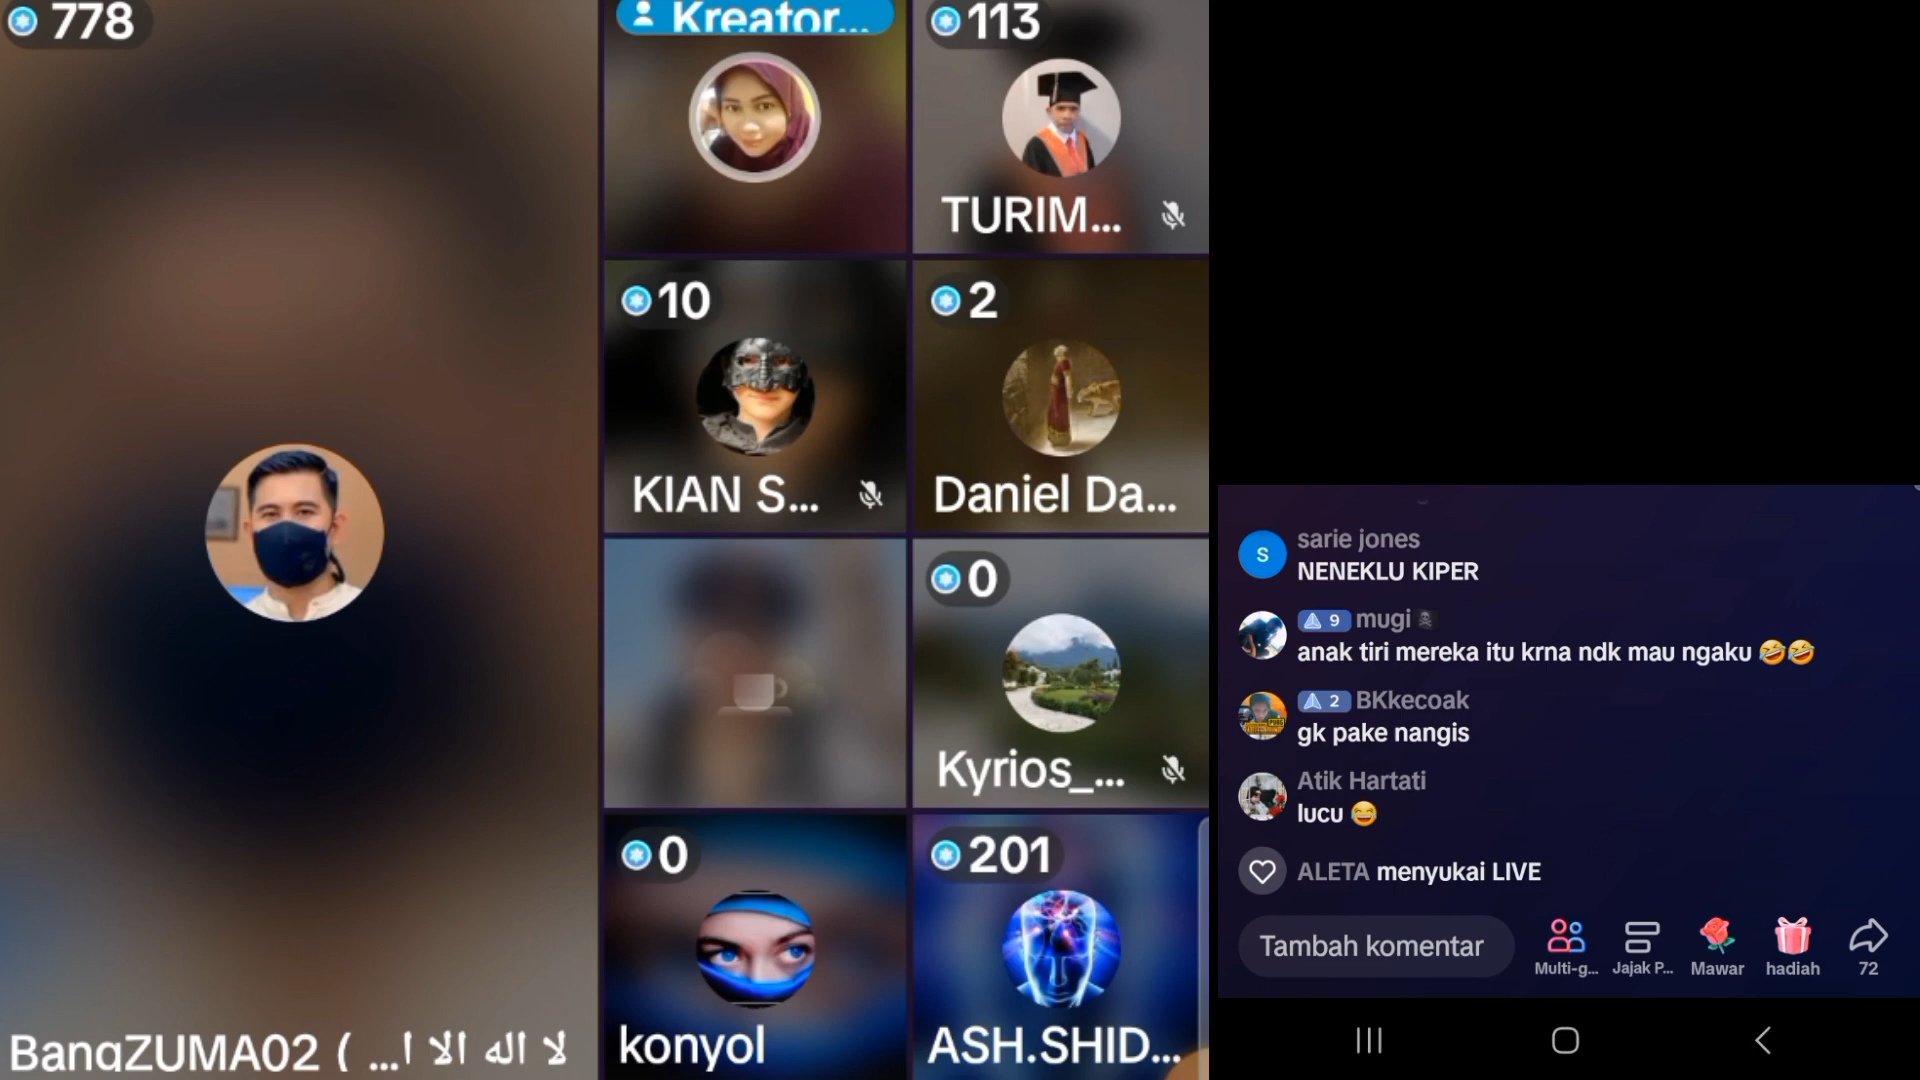 778
Kreator...
113
TURIM...
10
KIAN S...
2
Daniel Da...
0
Kyrios_...
0
konyol
201
ASH.SHID...
BangZUMA02 ( لا اله الا ا...
S
sarie jones
NENEKLU KIPER
9 mugi
anak tiri mereka itu krna ndk mau ngaku 🤣🤣
2 BKkecoak
gk pake nangis
Atik Hartati
lucu 😂
ALETA menyukai LIVE
Tambah komentar
Multi-g...
Jajak P...
Mawar
hadiah
72